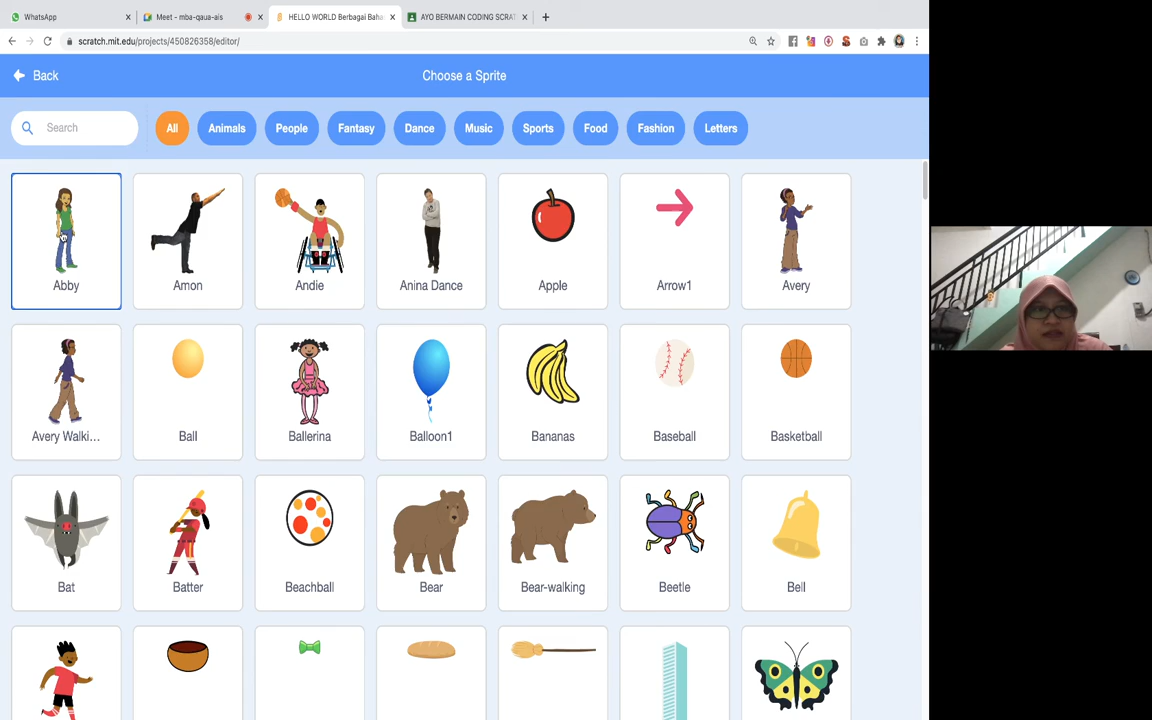 WhatsApp
Meet - mba-qaua-ais
HELLO WORLD Berbagai Baha
AYO BERMAIN CODING SCRAT
scratch.mit.edu/projects/450826358/editor/
Back
Choose a Sprite
Search
All
Animals
People
Fantasy
Dance
Music
Sports
Food
Fashion
Letters
Abby
Amon
Andie
Anina Dance
Apple
Arrow1
Avery
Avery Walki...
Ball
Ballerina
Balloon1
Bananas
Baseball
Basketball
Bat
Batter
Beachball
Bear
Bear-walking
Beetle
Bell